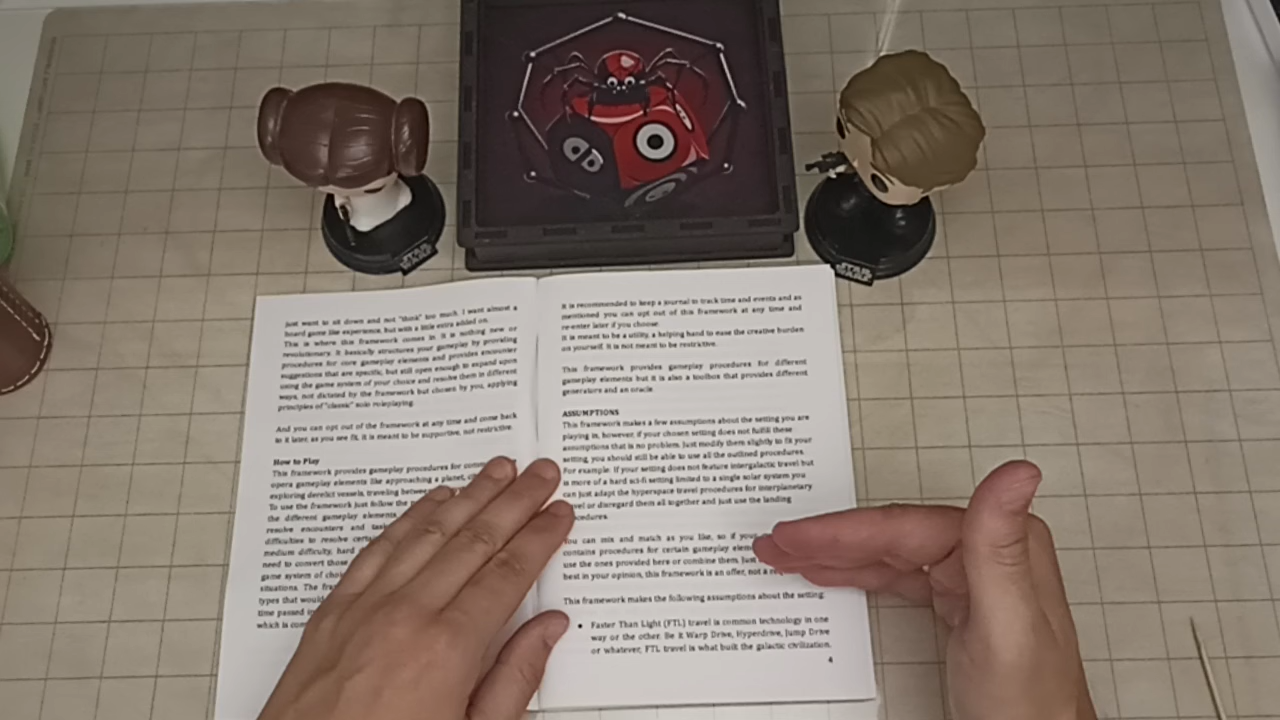 STAR WARS
STAR WARS
just want to sit down and not "think" too much. I want almost a
board game like experience, but with a little extra added on.
This is where this framework comes in. It is nothing new or
revolutionary. It basically structures your gameplay by providing
procedures for core gameplay elements and provides encounter
suggestions that are specific, but still open enough to expand upon
using the game system of your choice and resolve them in different
ways, not dictated by the framework but chosen by you, applying
principles of "classic" solo roleplaying.
And you can opt out of the framework at any time and come back
to it later, as you see fit, it is meant to be supportive, not restrictive.
How to Play
This framework provides gameplay procedures for
opera gameplay elements like approaching a planet,
exploring derelict vessels, traveling
To use the framework just follow the
the different gameplay elements,
resolve encounters and
difficulties to resolve
medium difficulty, hard
need to convert those
game system of choice
situations. The
types that would
time passed
which is
it is recommended to keep a journal to track time and events and as
mentioned you can opt out of this framework at any time and
re-enter later if you choose.
It is meant to be a utility, a helping hand to ease the creative burden
on yourself. It is not meant to be restrictive.
This framework provides gameplay procedures for different
gameplay elements but it is also a toolbox that provides different
generators and an oracle.
ASSUMPTIONS
This framework makes a few assumptions about the setting you are
playing in, however, if your chosen setting does not fulfill these
assumptions that is no problem. Just modify them slightly to fit your
setting, you should still be able to use all the outlined procedures.
For example: If your setting does not feature intergalactic travel but
is more of a hard sci-fi setting limited to a single solar system you
can just adapt the hyperspace travel procedures for interplanetary
or disregard them all together and just use the landing
You can mix and match as you like, so if your
contains procedures for certain gameplay
use the ones provided here or combine them. Just
best in your opinion, this framework is an offer, not a
This framework makes the following assumptions about the setting:
• Faster Than Light (FTL) travel is common technology in one
way or the other. Be it Warp Drive, Hyperdrive, Jump Drive
or whatever, FTL travel is what built the galactic civilization.
4